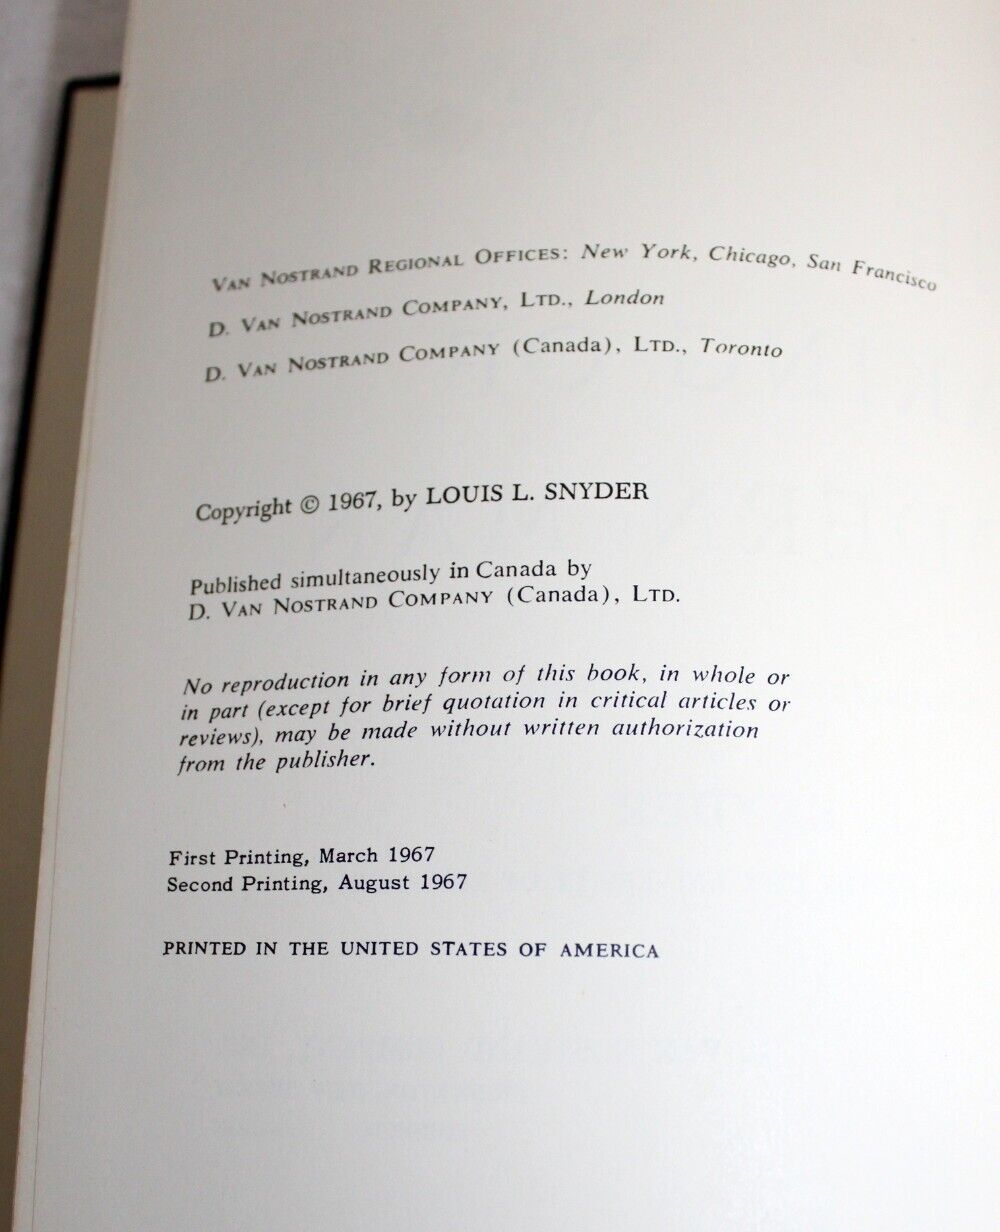 VAN NOSTRAND REGIONAL OFFICES: New York, Chicago, San Francisco
D. VAN NOSTRAND COMPANY, LTD., London
D. VAN NOSTRAND COMPANY (Canada), LTD., Toronto
Copyright © 1967, by LOUIS L. SNYDER
Published simultaneously in Canada by
D. VAN NOSTRAND COMPANY (Canada), LTD.
No reproduction in any form of this book, in whole or
in part (except for brief quotation in critical articles or
reviews), may be made without written authorization
from the publisher.
First Printing, March 1967
Second Printing, August 1967
PRINTED IN THE UNITED STATES OF AMERICA